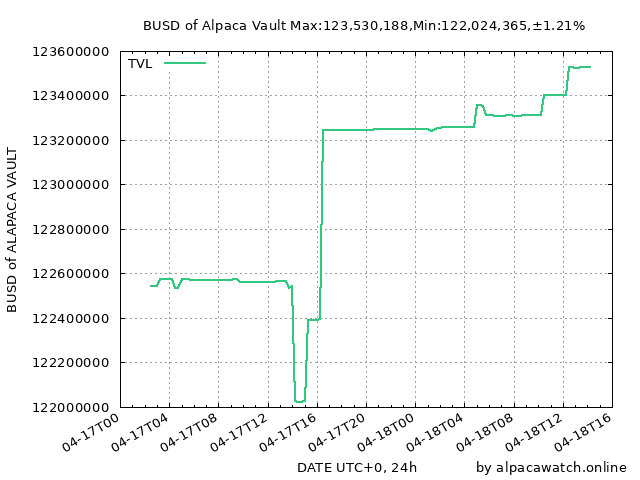 BUSD of Alpaca Vault Max:123,530,188,Min:122,024,365,±1.21%
TVL
123600000
123400000
123200000
123000000
122800000
122600000
122400000
122200000
122000000
BUSD of ALAPACA VAULT
04-17T00
04-17T04
04-17T08
04-17T12
04-17T16
04-17T20
04-18T00
04-18T04
04-18T08
04-18T12
04-18T16
DATE UTC+0, 24h
by alpacawatch.online